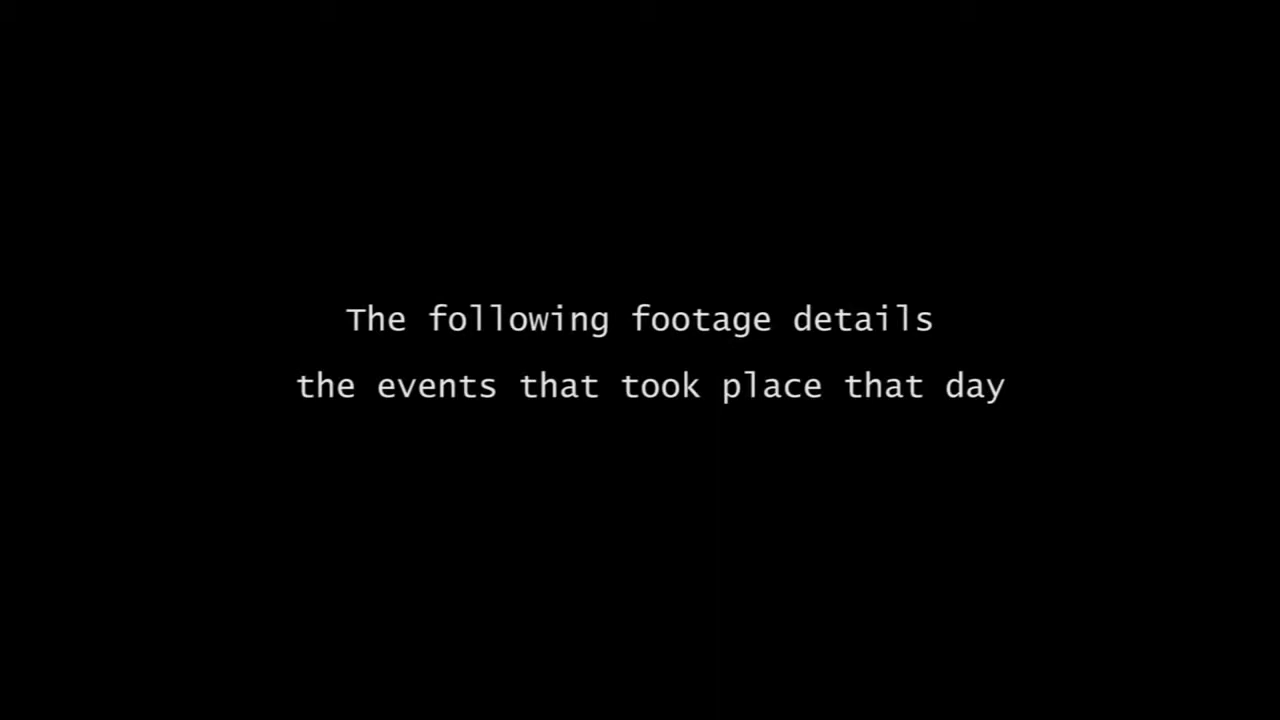 The following footage details
the events that took place that day